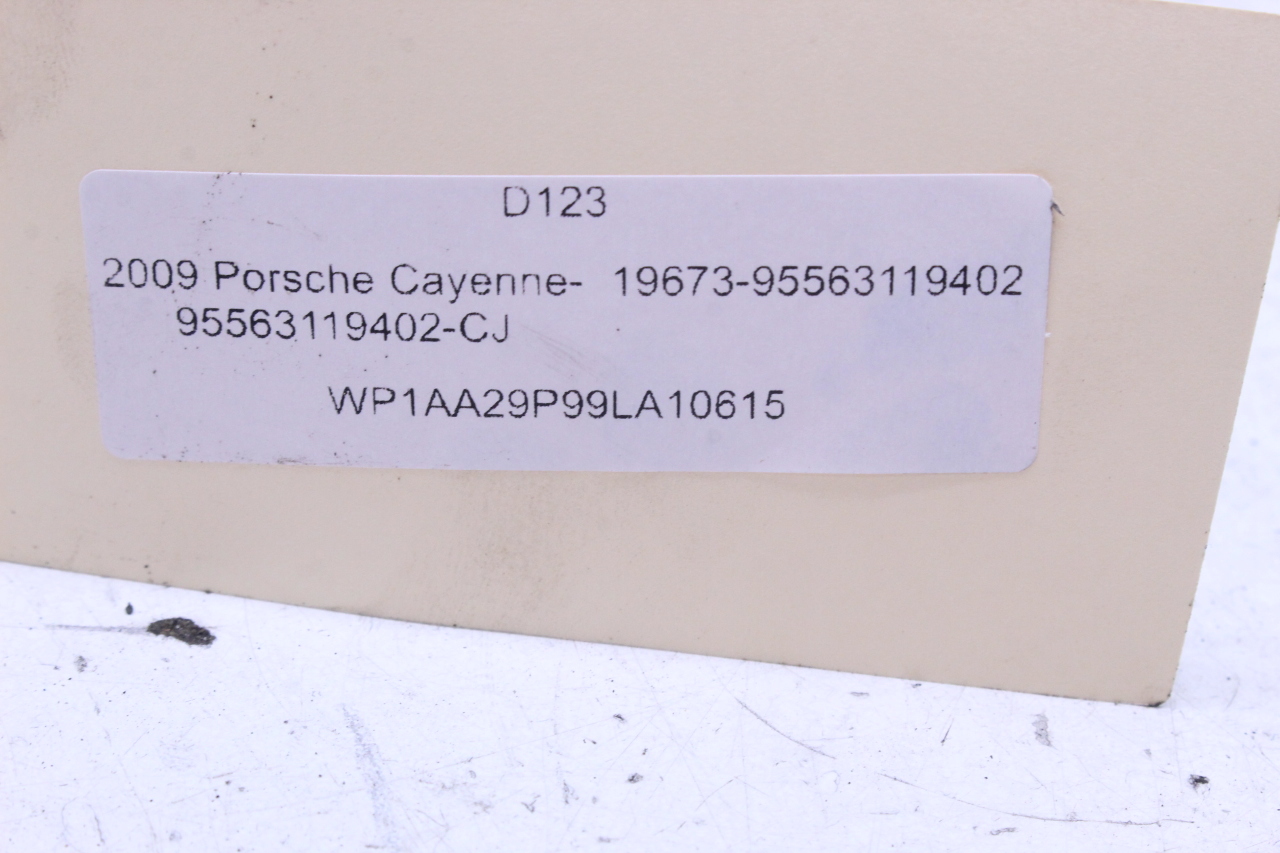 D123
2009 Porsche Cayenne- 19673-95563119402
95563119402-CJ
WP1AA29P99LA10615